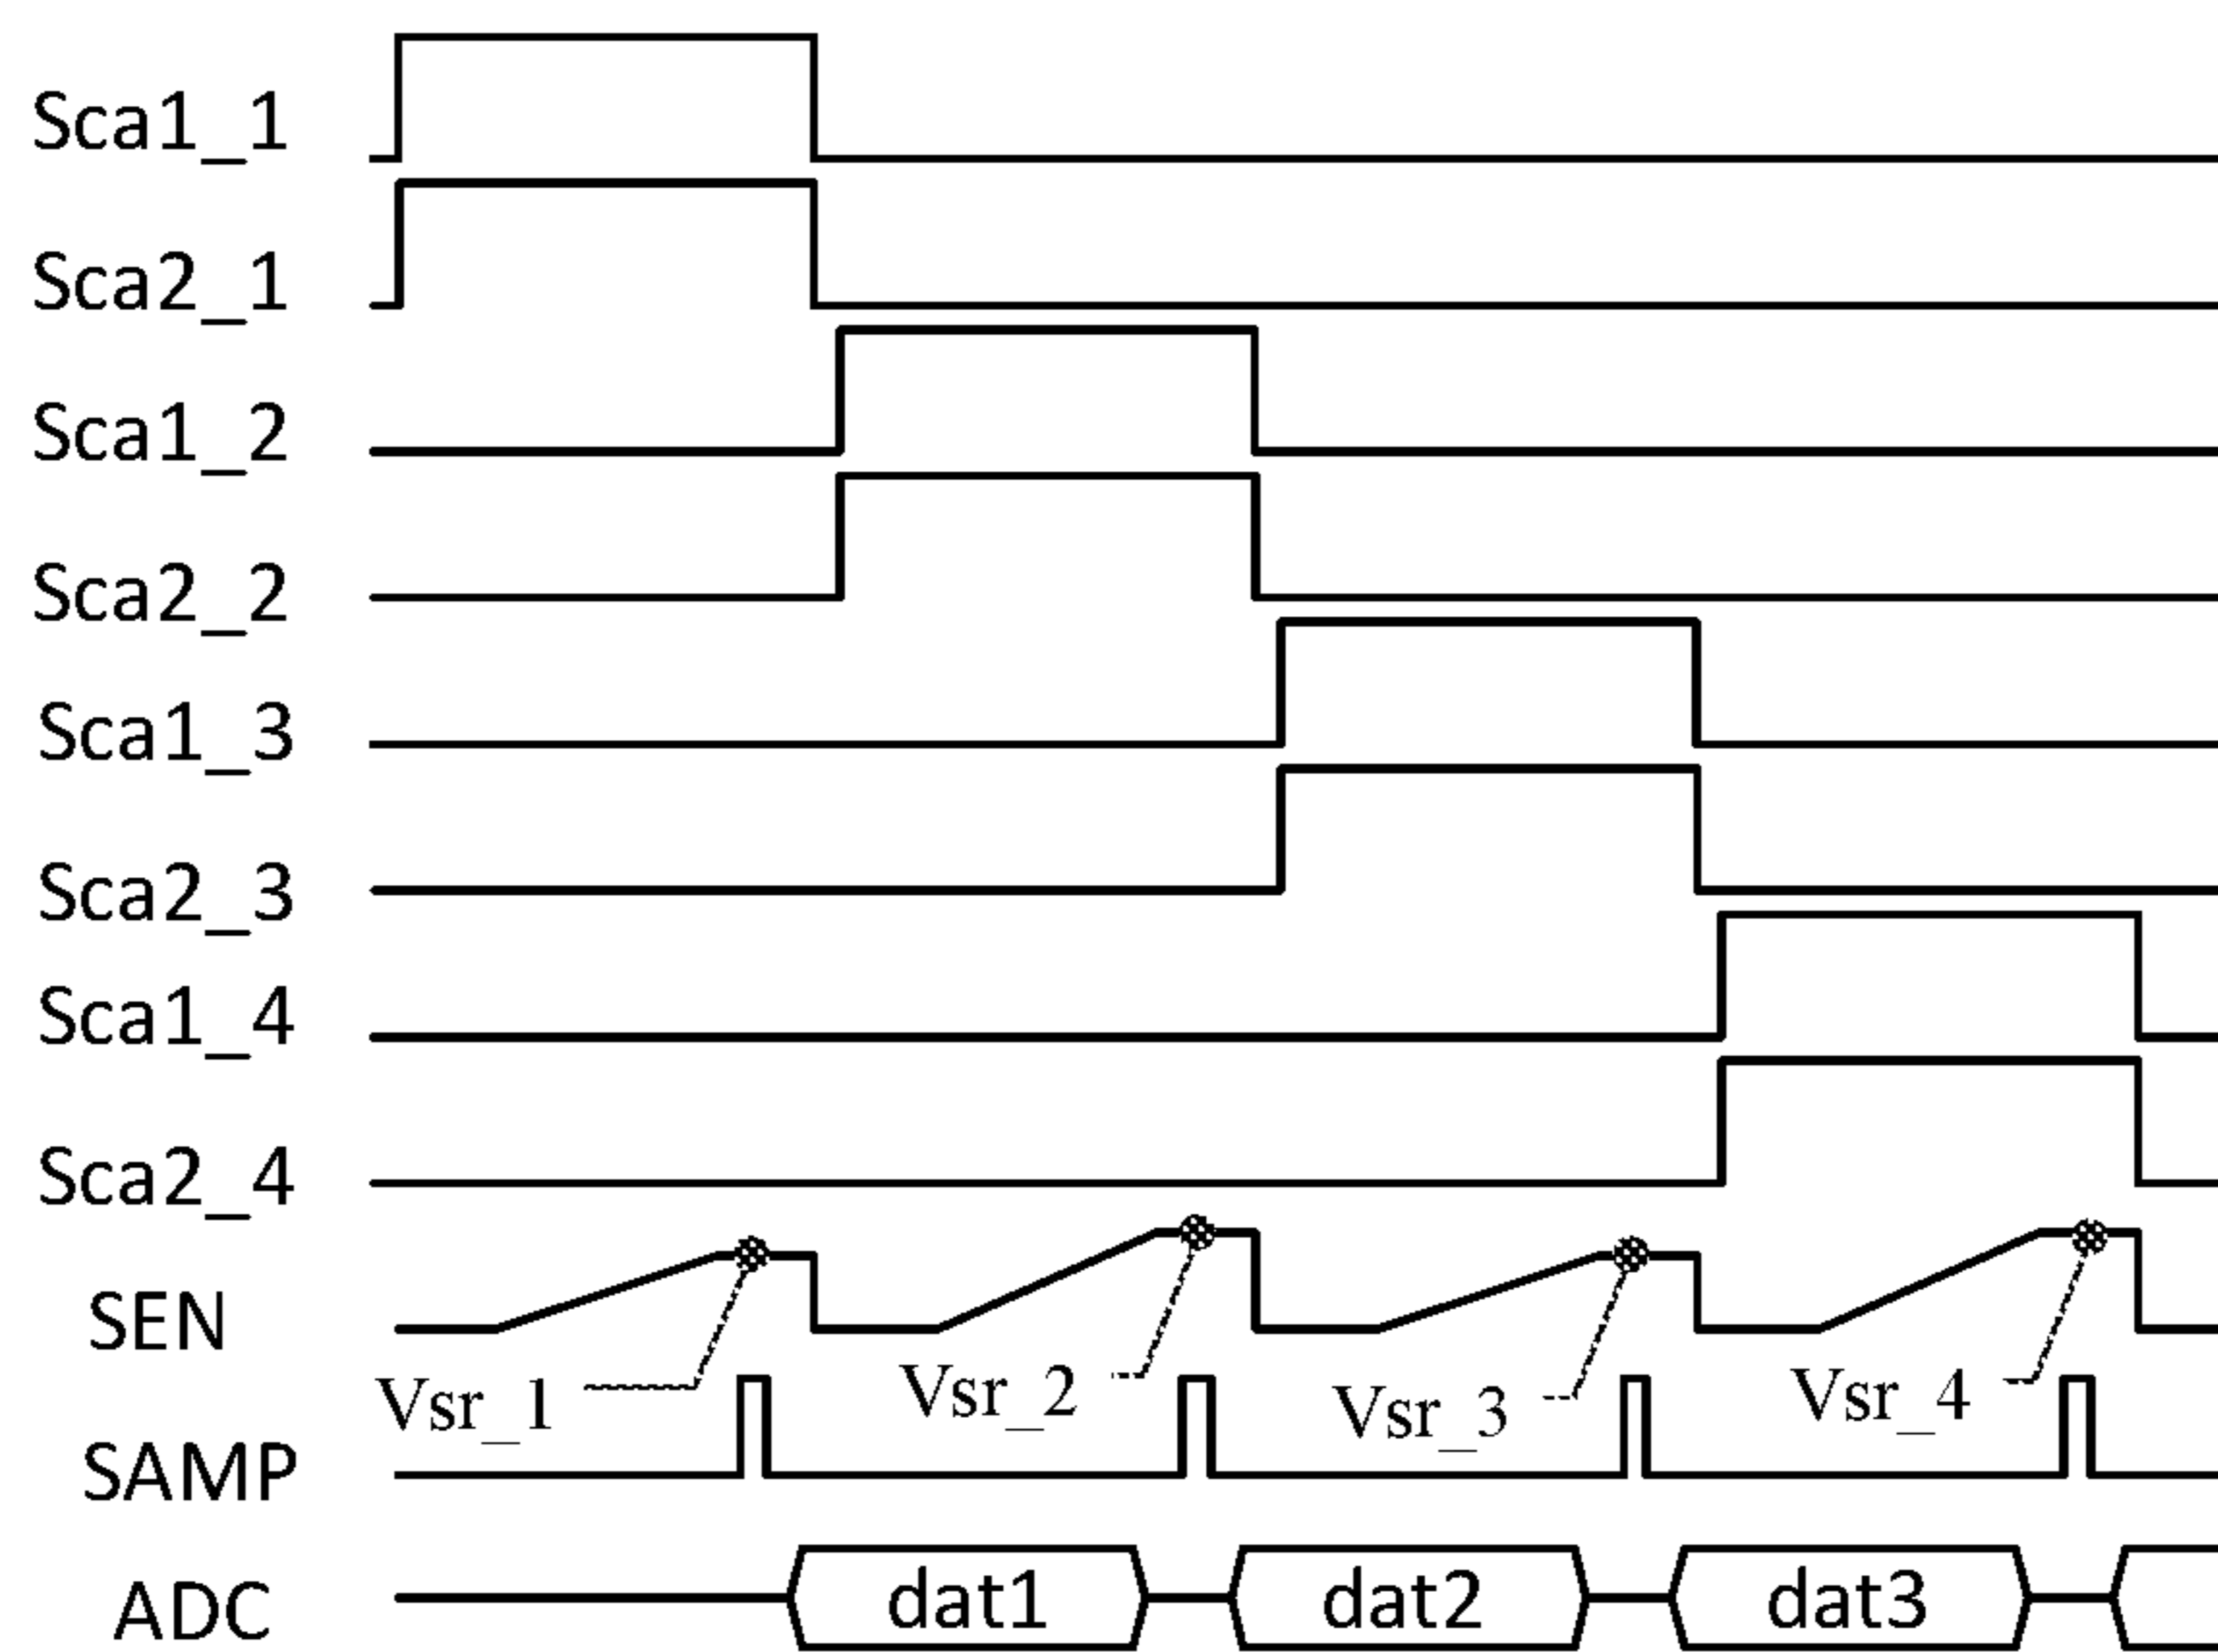 Sca1_1
Sca2_1
Sca1_2
Sca2_2
Sca1_3
Sca2_3
Sca1_4
Sca2_4
SEN
Vsr_1 Vsr_2 Vsr_3 Vsr_4
SAMP
ADC dat1 dat2 dat3